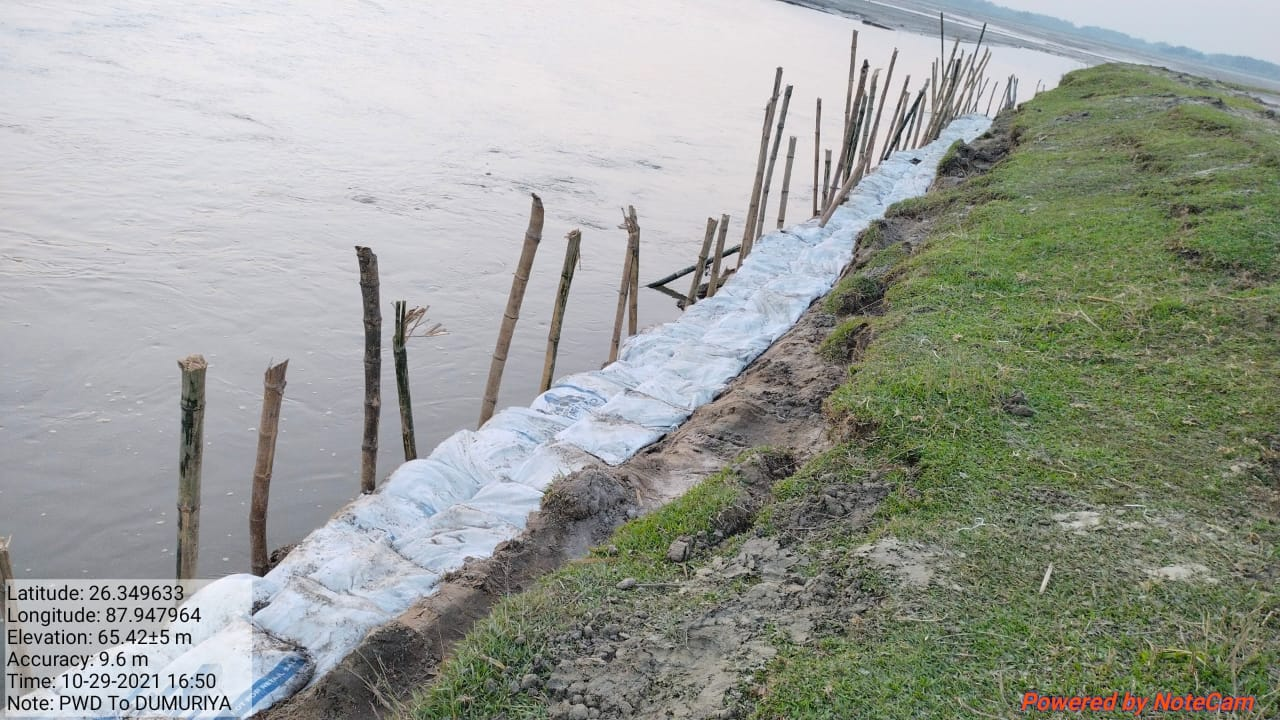 Latitude: 26.349633
Longitude: 87.947964
Elevation: 65.42±5 m
Accuracy: 9.6 m
Time: 10-29-2021 16:50
Note: PWD To DUMURIYA
Powered by NoteCam